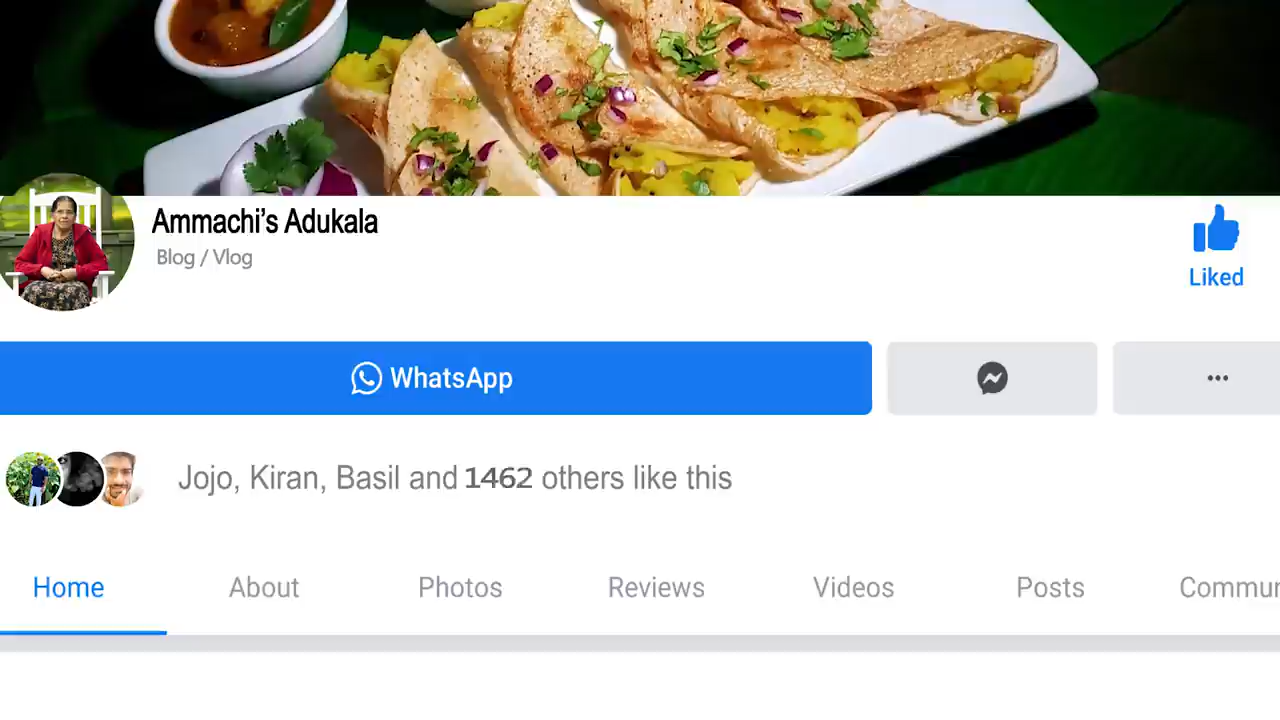 Ammachi’s Adukala
Blog / Vlog
Liked
WhatsApp
Jojo, Kiran, Basil and 1462 others like this
Home About Photos Reviews Videos Posts Commun